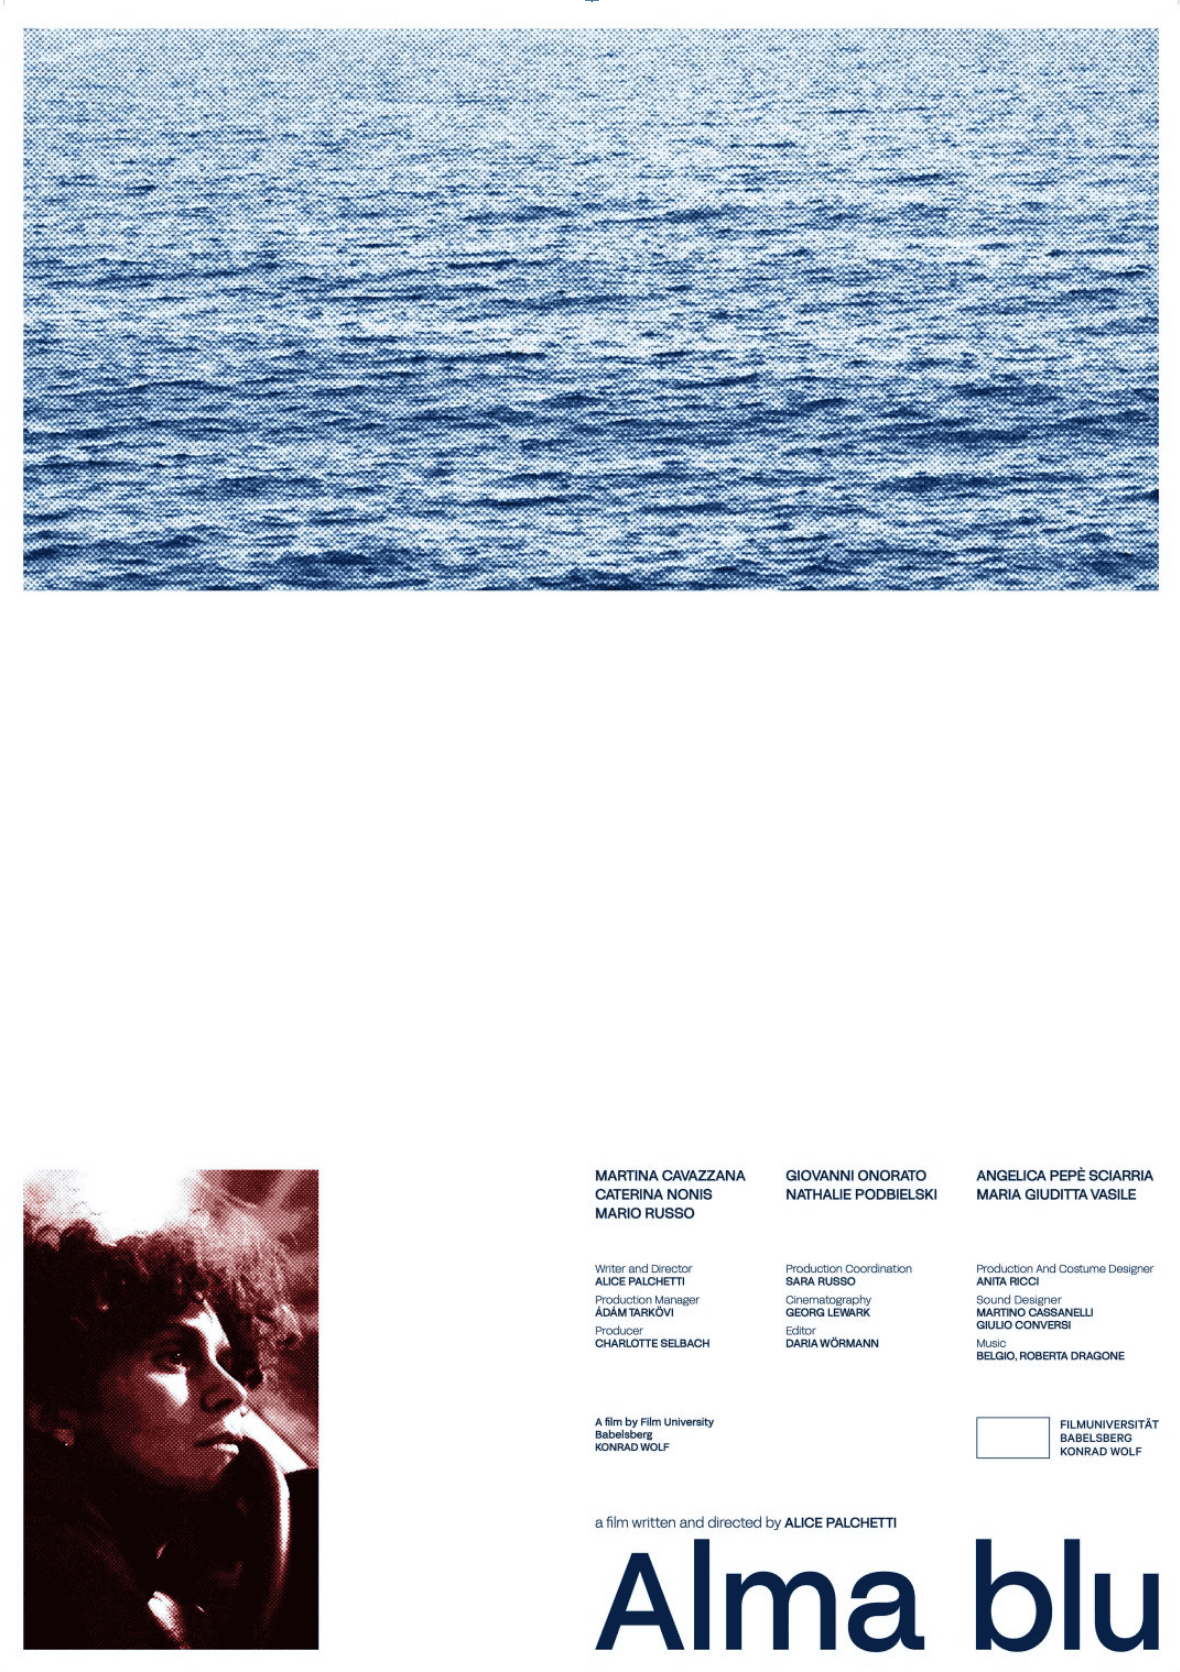 MARTINA CAVAZZANA
CATERINA NONIS
MARIO RUSSO
GIOVANNI ONORATO
NATHALIE PODBIELSKI
ANGELICA PEPÈ SCIARRIA
MARIA GIUDITTA VASILE
Writer and Director
ALICE PALCHETTI
Production Manager
ÁDÁM TARKÖVI
Producer
CHARLOTTE SELBACH
Production Coordination
SARA RUSSO
Cinematography
GEORG LEWARK
Editor
DARIA WÖRMANN
Production And Costume Designer
ANITA RICCI
Sound Designer
MARTINO CASSANELLI
GIULIO CONVERSI
Music
BELGIO, ROBERTA DRAGONE
A film by Film University
Babelsberg
KONRAD WOLF
FILMUNIVERSITÄT
BABELSBERG
KONRAD WOLF
a film written and directed by ALICE PALCHETTI
Alma blu